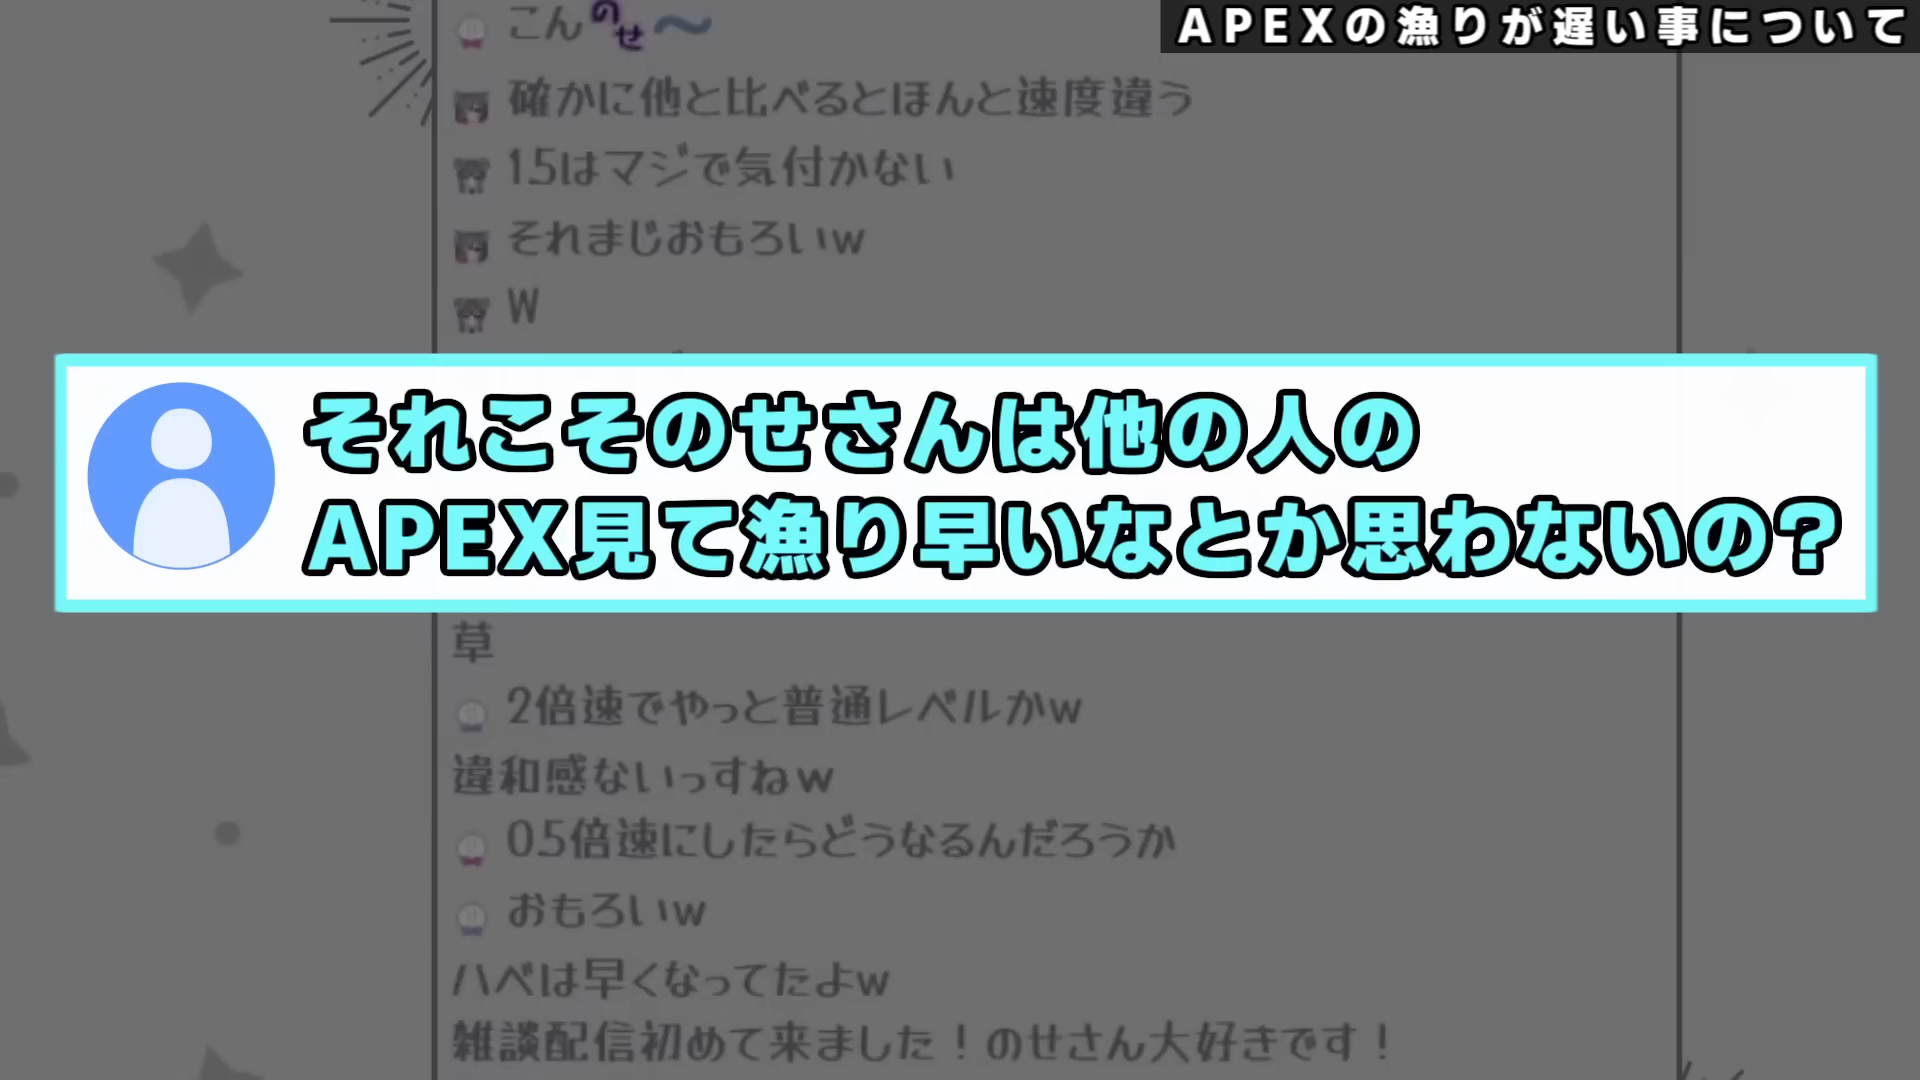 APEXの漁りが遅い事について
こんのせ〜
確かに他と比べるとほんと速度違う
1.5はマジで気付かない
それまじおもろいw
W
それこそのせさんは他の人の
APEX見て漁り早いなとか思わないの?
草
2倍速でやっと普通レベルかw
違和感ないっすねw
0.5倍速にしたらどうなるんだろうか
おもろいw
ハベは早くなってたよw
雑談配信初めて来ました！のせさん大好きです！